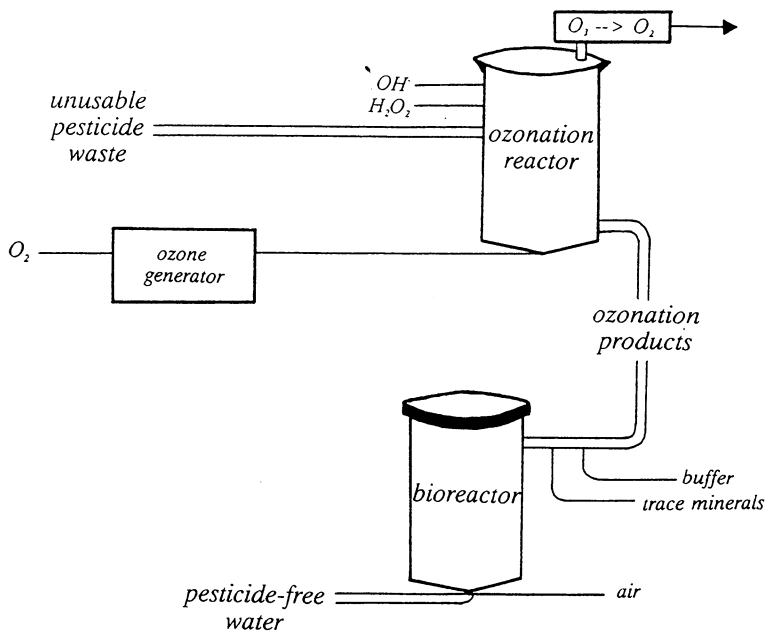 O₃ --> O₂
OH⁻
H₂O₂
unusable
pesticide
waste
ozonation
reactor
O₂
ozone
generator
ozonation
products
bioreactor
buffer
trace minerals
air
pesticide-free
water